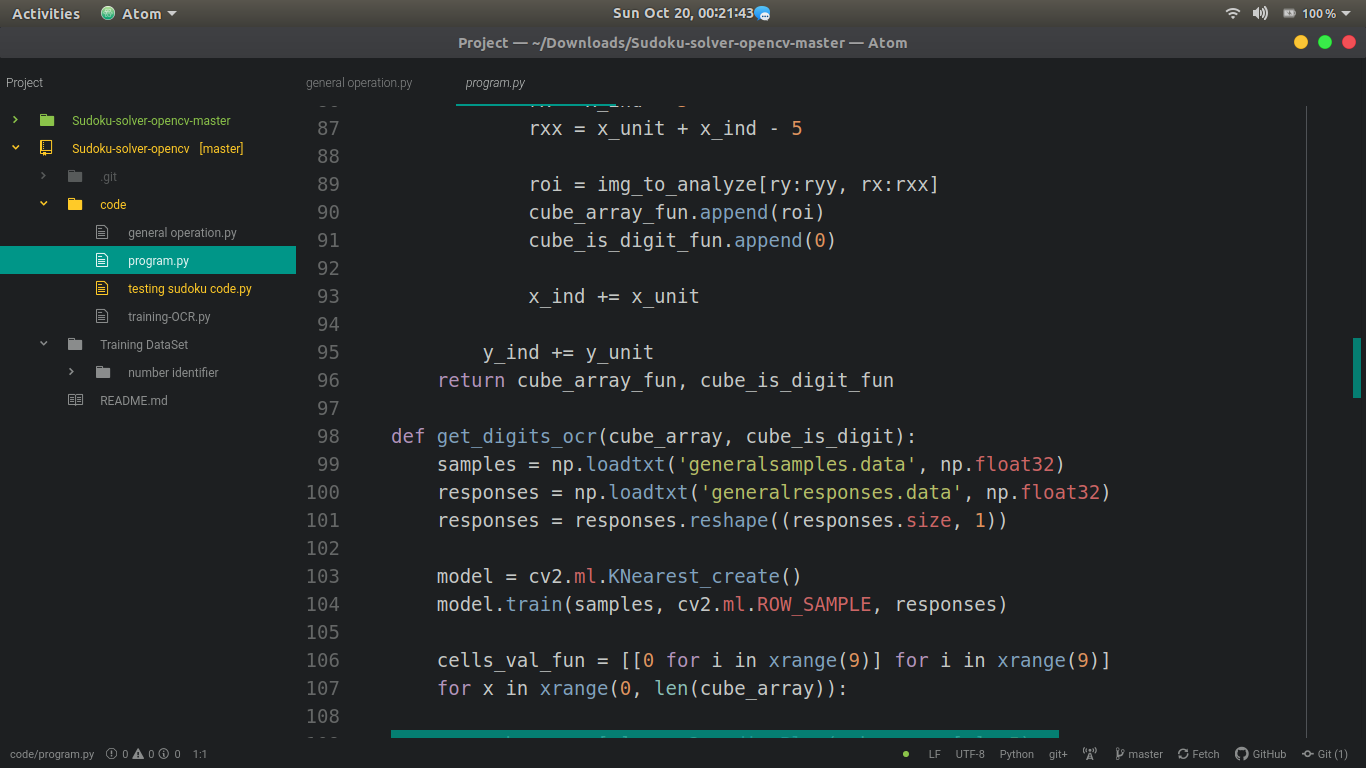 Activities Atom Sun Oct 20, 00:21:43 100 %
Project — ~/Downloads/Sudoku-solver-opencv-master — Atom
Project
general operation.py program.py
Sudoku-solver-opencv-master
Sudoku-solver-opencv [master]
.git
code
general operation.py
program.py
testing sudoku code.py
training-OCR.py
Training DataSet
number identifier
README.md
87 rxx = x_unit + x_ind - 5
88
89 roi = img_to_analyze[ry:ryy, rx:rxx]
90 cube_array_fun.append(roi)
91 cube_is_digit_fun.append(0)
92
93 x_ind += x_unit
94
95 y_ind += y_unit
96 return cube_array_fun, cube_is_digit_fun
97
98 def get_digits_ocr(cube_array, cube_is_digit):
99 samples = np.loadtxt('generalsamples.data', np.float32)
100 responses = np.loadtxt('generalresponses.data', np.float32)
101 responses = responses.reshape((responses.size, 1))
102
103 model = cv2.ml.KNearest_create()
104 model.train(samples, cv2.ml.ROW_SAMPLE, responses)
105
106 cells_val_fun = [[0 for i in xrange(9)] for i in xrange(9)]
107 for x in xrange(0, len(cube_array)):
108
code/program.py 0 0 0 1:1 LF UTF-8 Python git+ master Fetch GitHub Git (1)